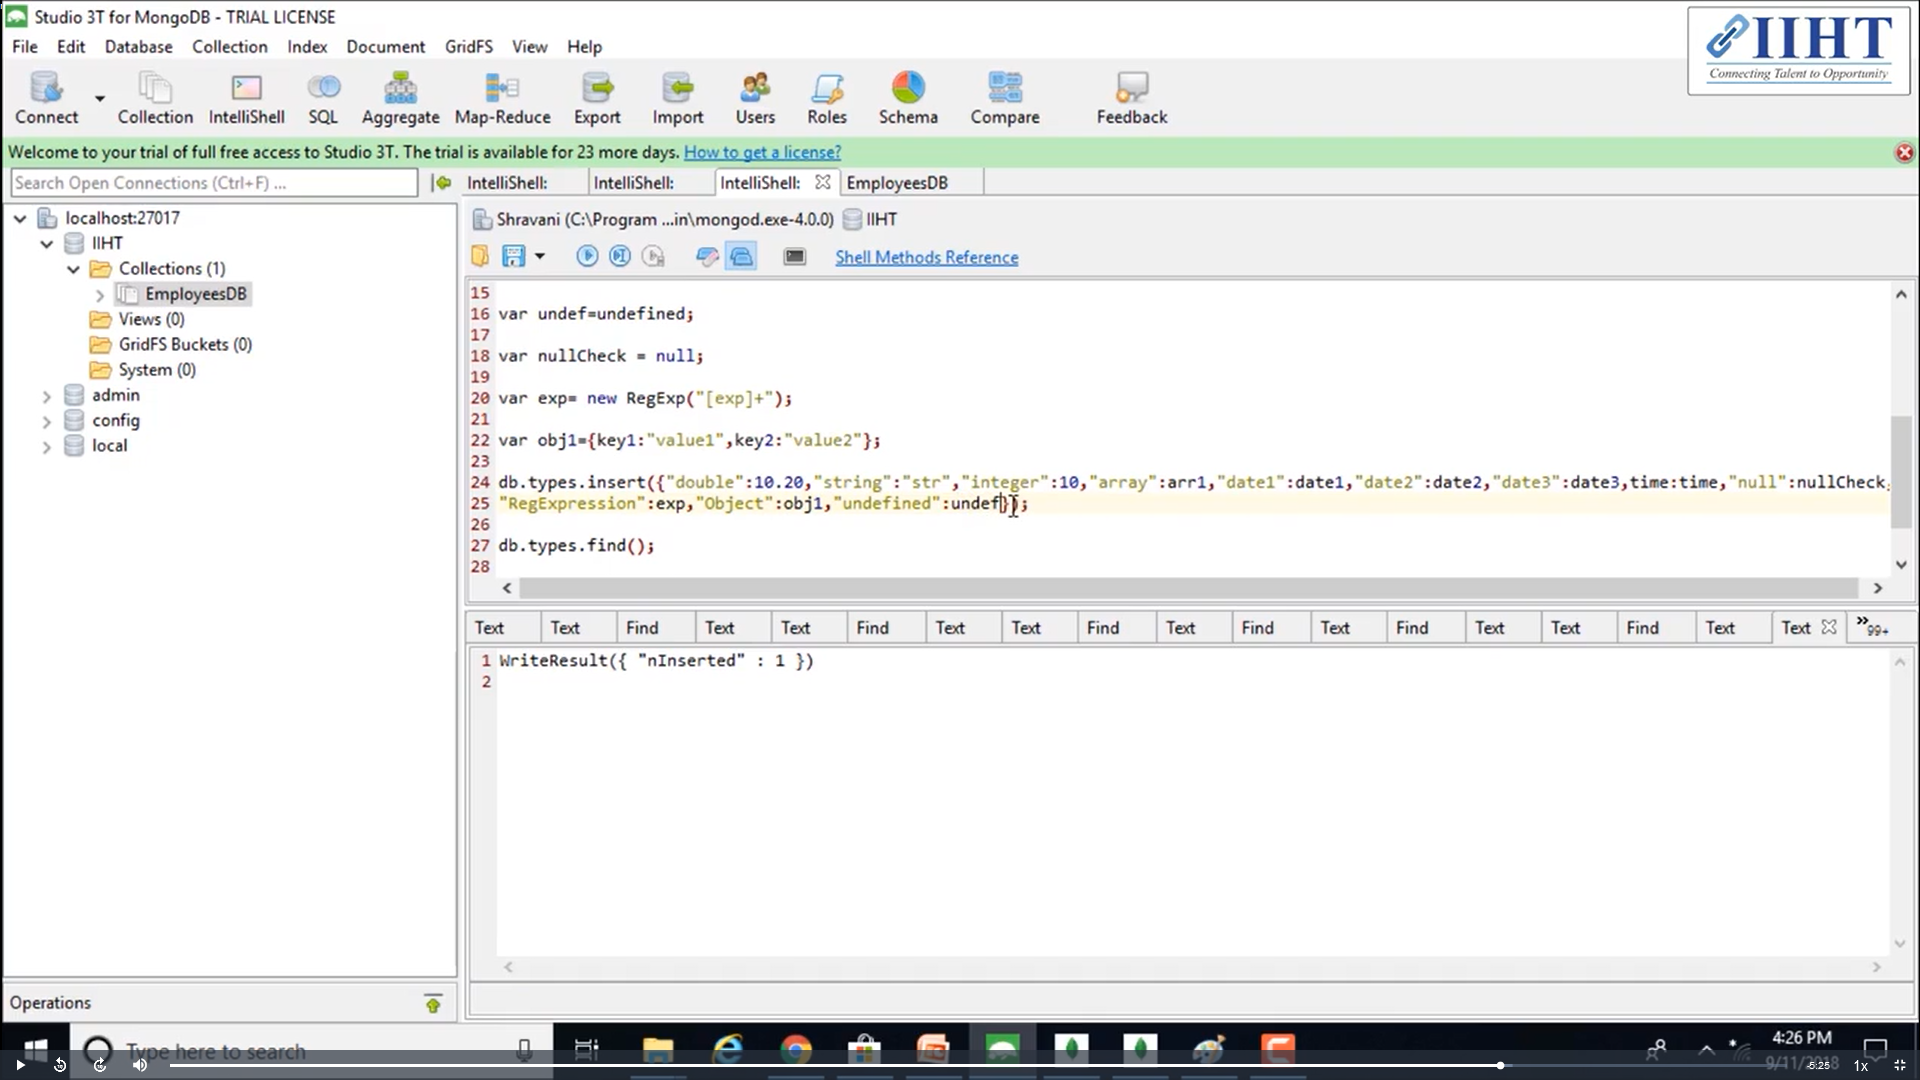 Studio 3T for MongoDB - TRIAL LICENSE
IIHT
Connecting Talent to Opportunity
File Edit Database Collection Index Document GridFS View Help
Connect Collection IntelliShell SQL Aggregate Map-Reduce Export Import Users Roles Schema Compare Feedback
Welcome to your trial of full free access to Studio 3T. The trial is available for 23 more days. How to get a license?
Search Open Connections (Ctrl+F) ...
IntelliShell: IntelliShell: IntelliShell: EmployeesDB
localhost:27017
IIHT
Collections (1)
EmployeesDB
Views (0)
GridFS Buckets (0)
System (0)
admin
config
local
Shravani (C:\Program ...in\mongod.exe-4.0.0) IIHT
Shell Methods Reference
15
16 var undef=undefined;
17
18 var nullCheck = null;
19
20 var exp= new RegExp("[exp]+");
21
22 var obj1={key1:"value1",key2:"value2"};
23
24 db.types.insert({"double":10.20,"string":"str","integer":10,"array":arr1,"date1":date1,"date2":date2,"date3":date3,time:time,"null":nullCheck,
25 "RegExpression":exp,"Object":obj1,"undefined":undef});
26
27 db.types.find();
28
Text Text Find Text Text Find Text Text Find Text Find Text Find Text Text Find Text Text 99+
1 WriteResult({ "nInserted" : 1 })
2
Operations
Type here to search
4:26 PM
9/11/2018
-5:25
1x